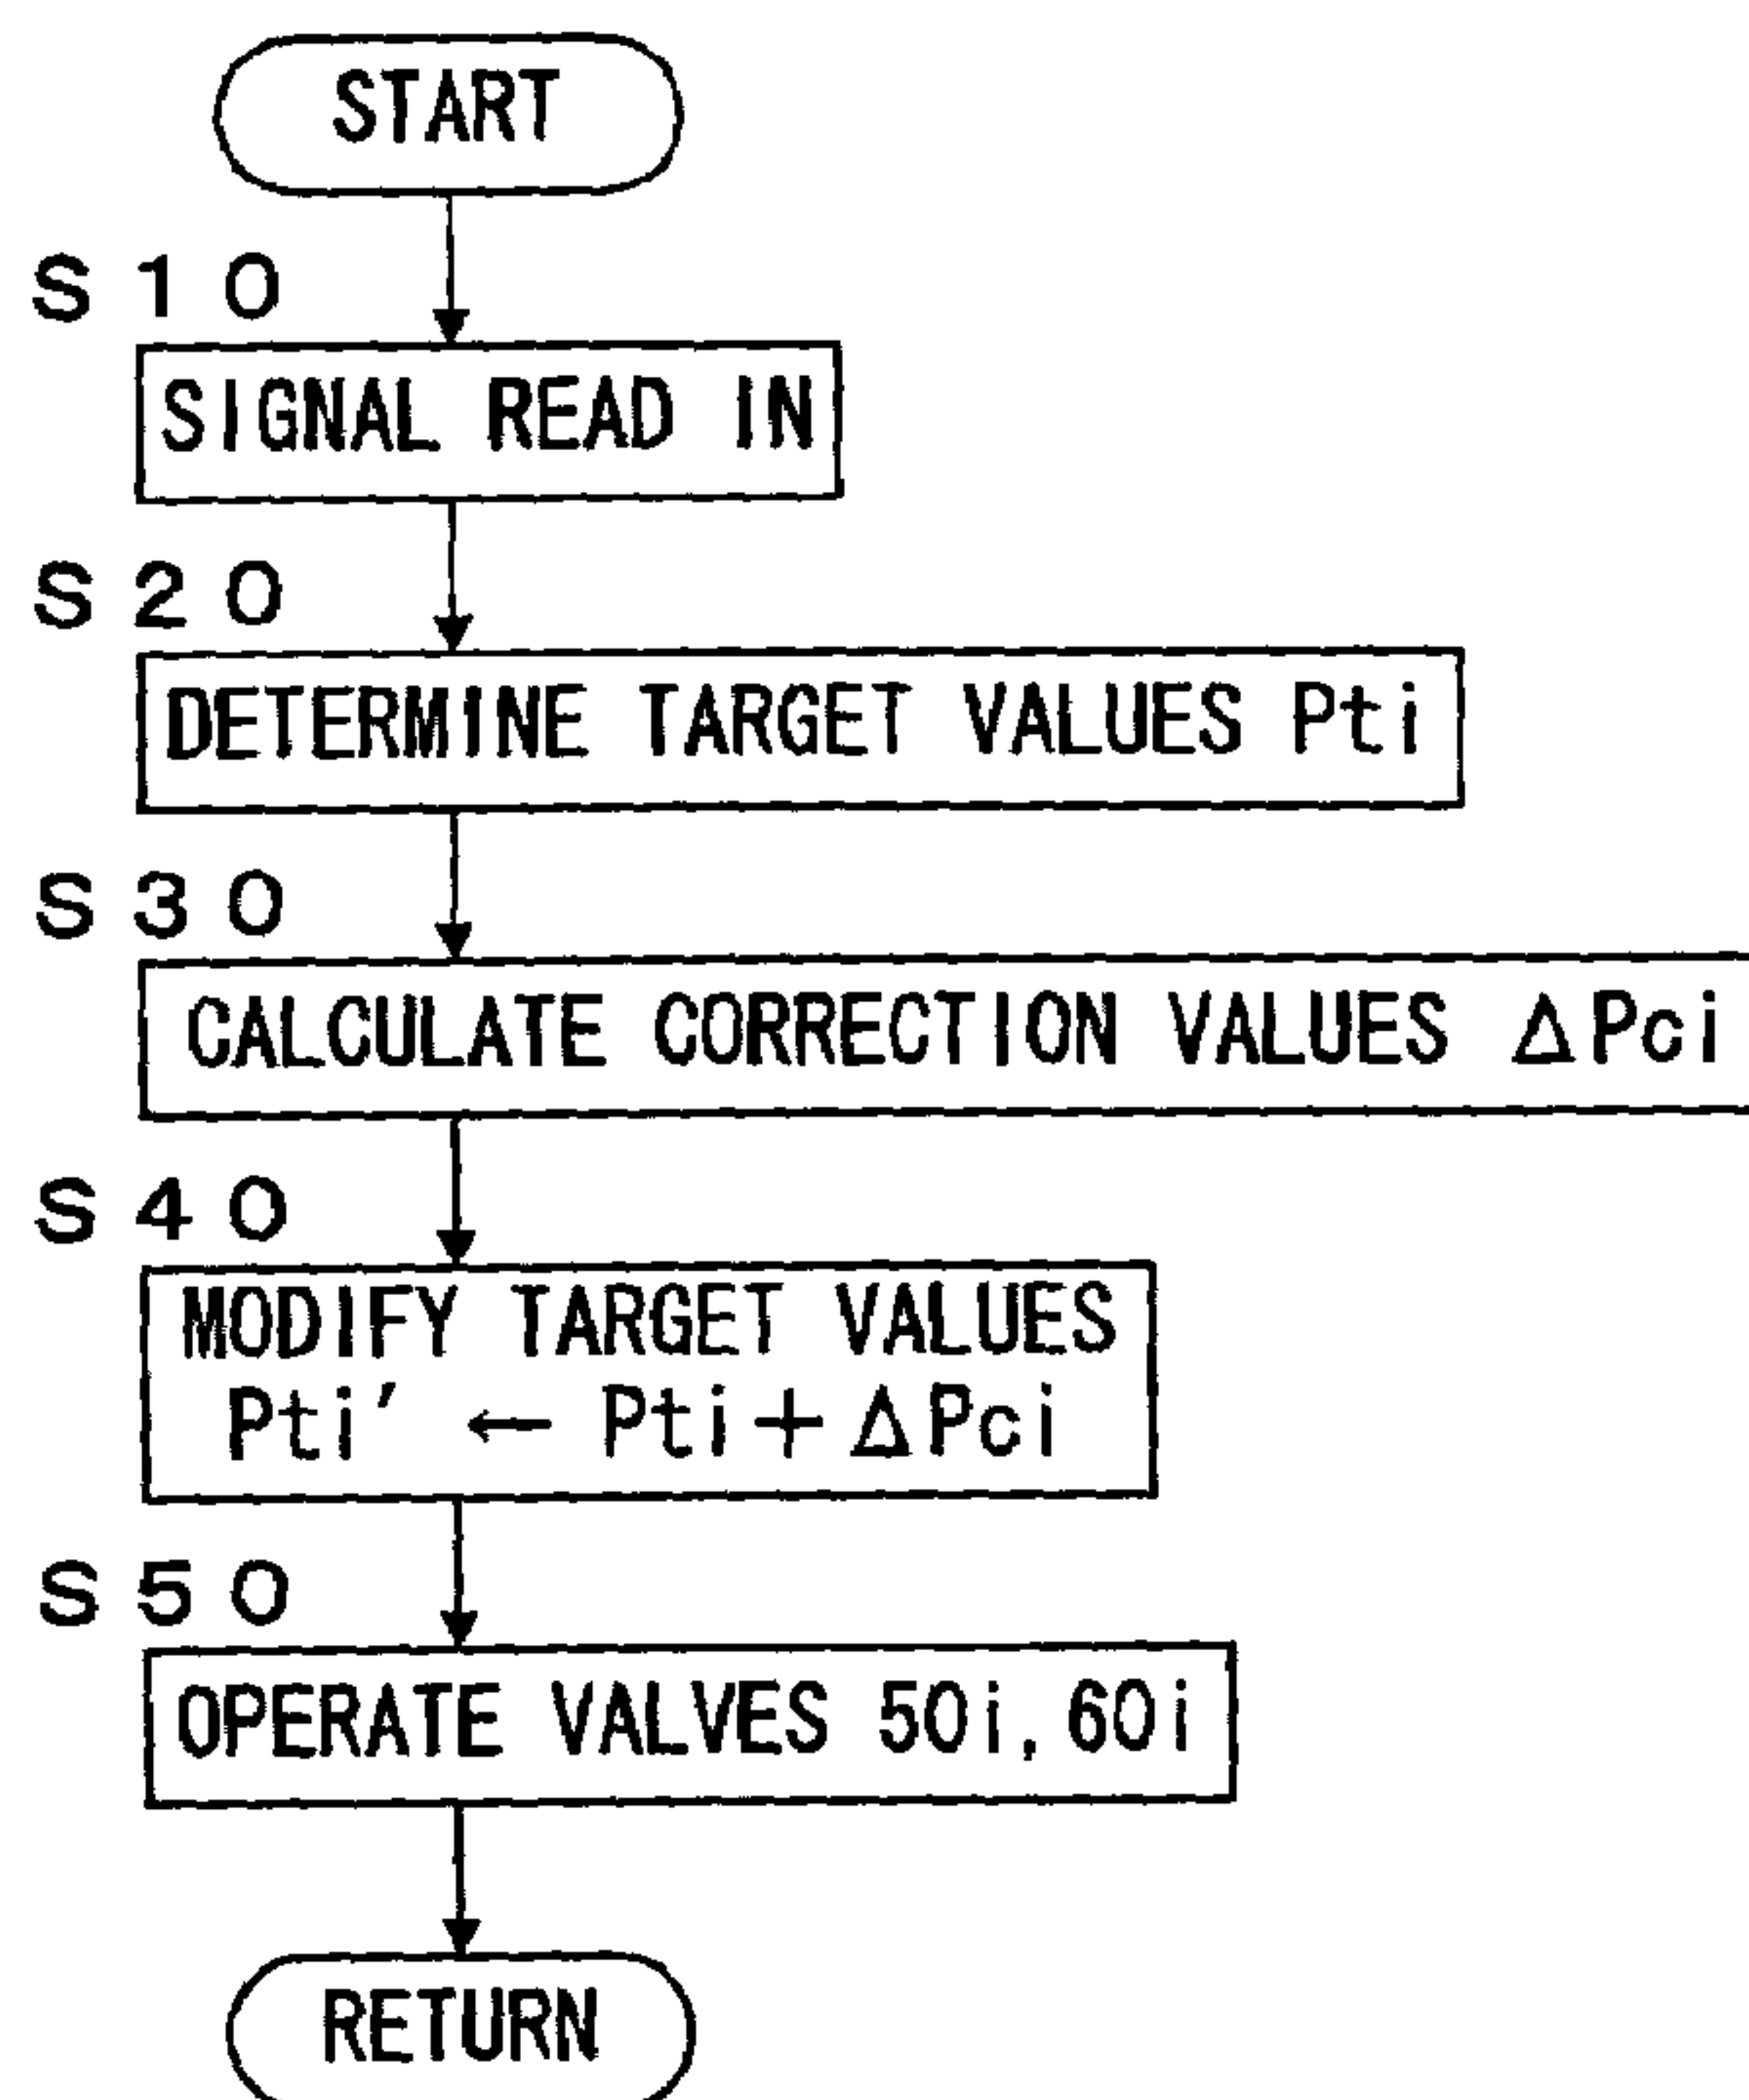 START
S10
SIGNAL READ IN
S20
DETERMINE TARGET VALUES Pti
S30
CALCULATE CORRECTION VALUES ΔPci
S40
MODIFY TARGET VALUES
Pti' ← Pti+ΔPci
S50
OPERATE VALVES 50i, 60i
RETURN